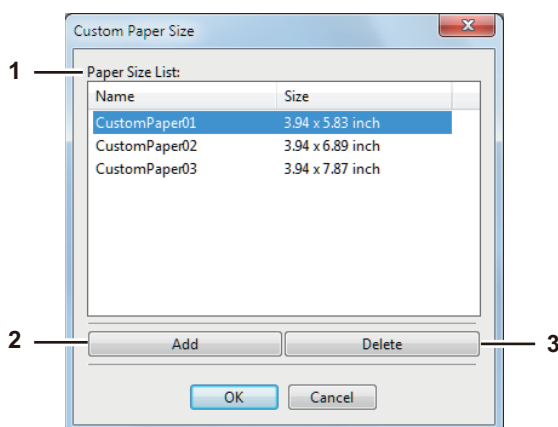 Custom Paper Size
1
Paper Size List:
Name Size
CustomPaper01 3.94 x 5.83 inch
CustomPaper02 3.94 x 6.89 inch
CustomPaper03 3.94 x 7.87 inch
2 Add Delete 3
OK Cancel